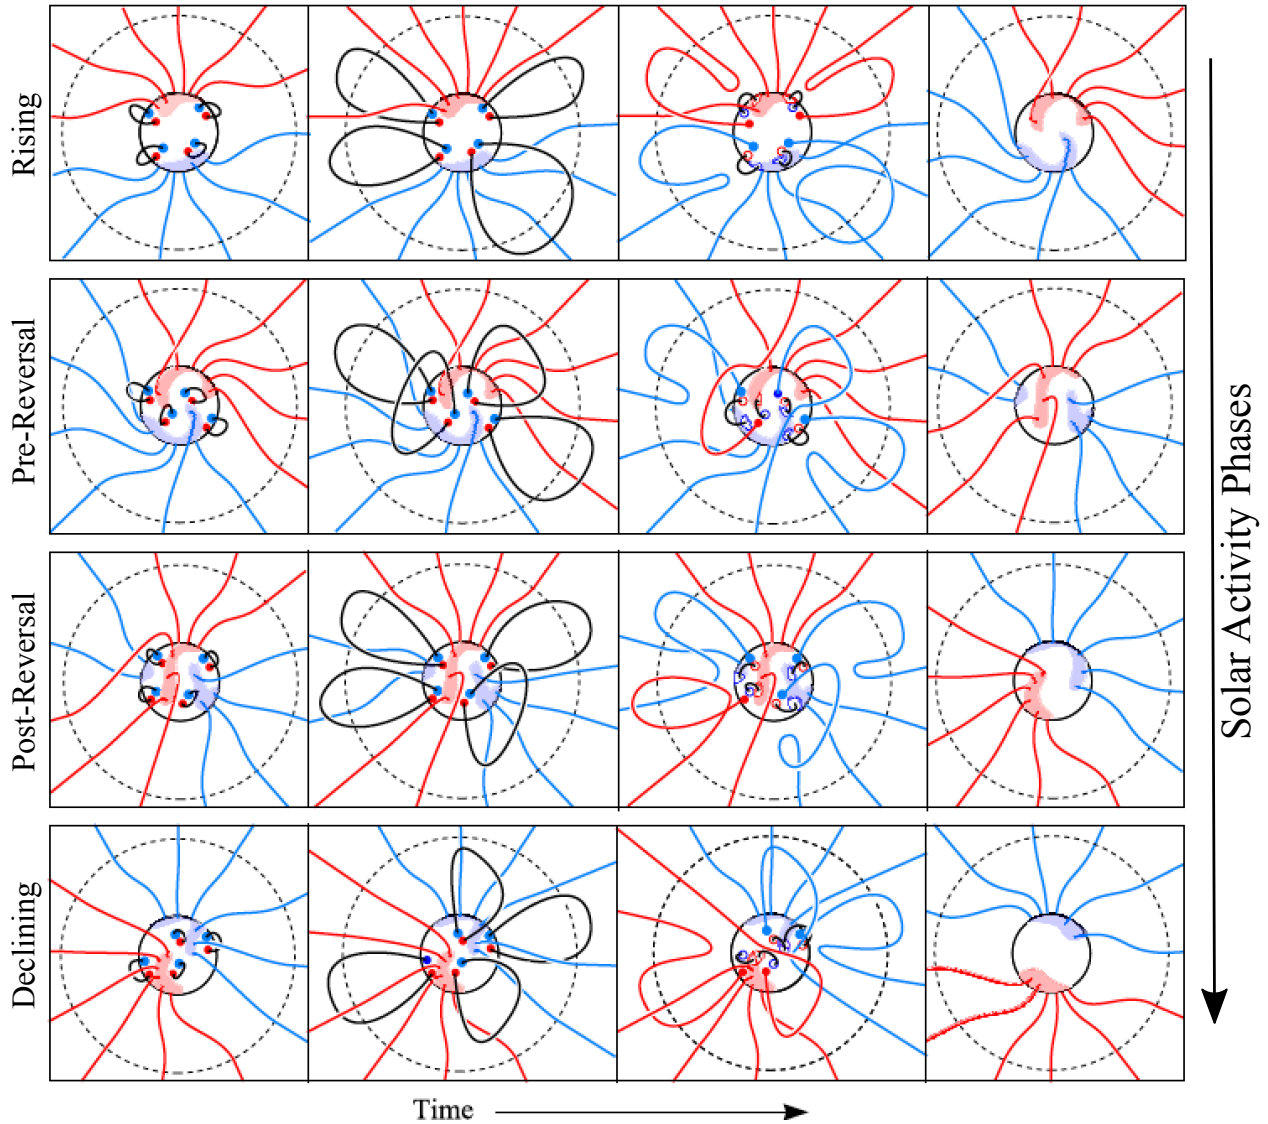 Rising
Pre-Reversal
Post-Reversal
Declining
Solar Activity Phases
Time